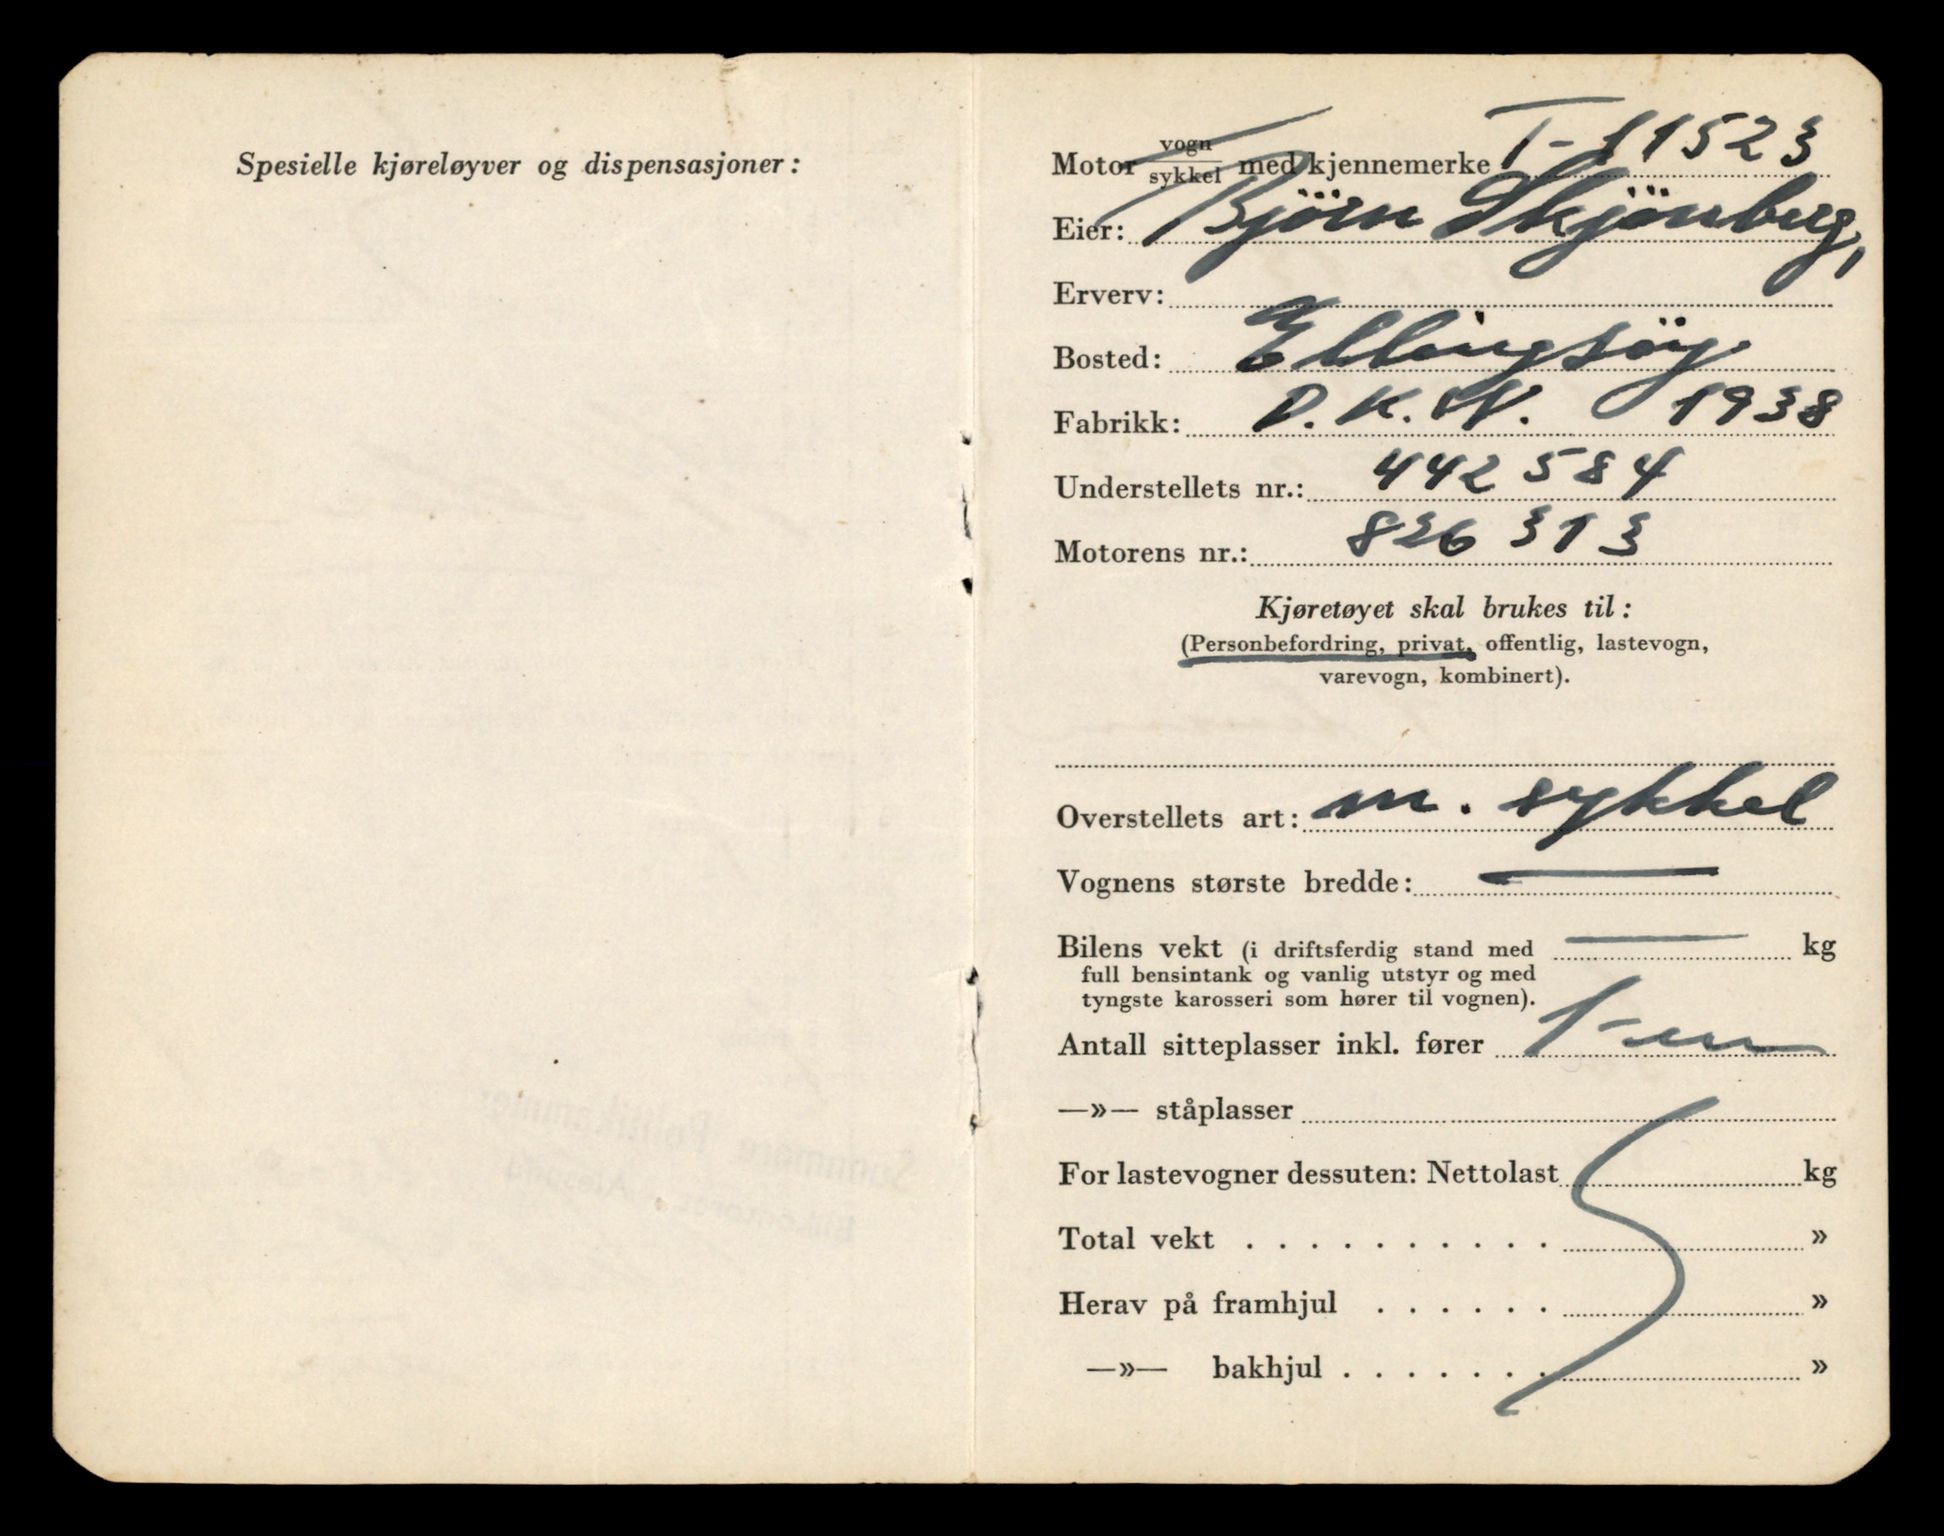 Spesielle kjøreløyver og dispensasjoner:
Motor vogn/sykkel med kjennemerke T-11523
Eier: Björn Skjönberg,
Erverv:
Bosted: Ellingsöy.
Fabrikk: D.K.W. 1938
Understellets nr.: 442584
Motorens nr.: 826313
Kjøretøyet skal brukes til:
(Personbefordring, privat, offentlig, lastevogn,
varevogn, kombinert).
Overstellets art: m. sykkel
Vognens største bredde: —
Bilens vekt (i driftsferdig stand med — kg
full bensintank og vanlig utstyr og med
tyngste karosseri som hører til vognen).
Antall sitteplasser inkl. fører 1-en
—»— ståplasser
For lastevogner dessuten: Nettolast kg
Total vekt . . . . . . . . . . »
Herav på framhjul . . . . . . »
—»— bakhjul . . . . . . . »